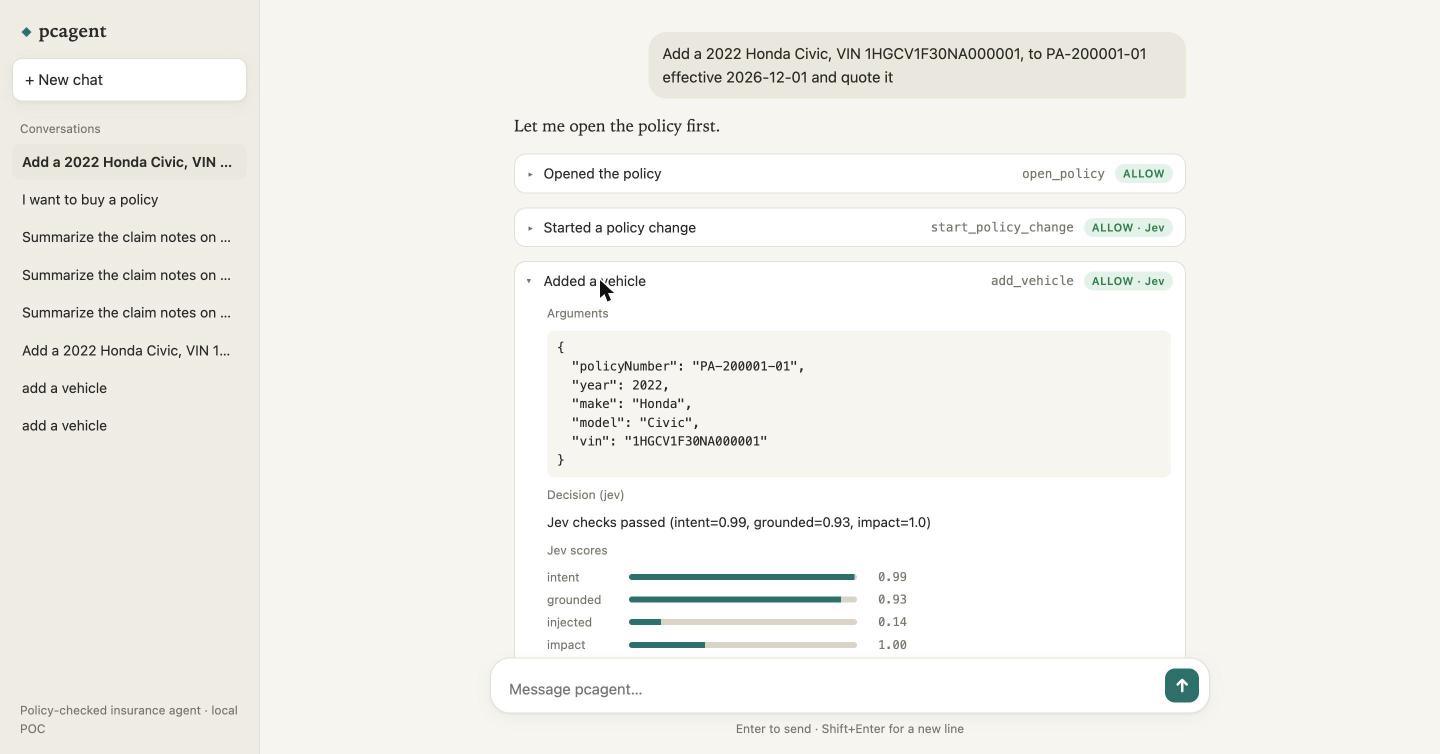 pcagent
+ New chat
Conversations
Add a 2022 Honda Civic, VIN ...
I want to buy a policy
Summarize the claim notes on ...
Summarize the claim notes on ...
Summarize the claim notes on ...
Add a 2022 Honda Civic, VIN 1...
add a vehicle
add a vehicle
Policy-checked insurance agent · local
POC
Add a 2022 Honda Civic, VIN 1HGCV1F30NA000001, to PA-200001-01
effective 2026-12-01 and quote it
Let me open the policy first.
Opened the policy open_policy ALLOW
Started a policy change start_policy_change ALLOW · Jev
Added a vehicle add_vehicle ALLOW · Jev
Arguments
{
"policyNumber": "PA-200001-01",
"year": 2022,
"make": "Honda",
"model": "Civic",
"vin": "1HGCV1F30NA000001"
}
Decision (jev)
Jev checks passed (intent=0.99, grounded=0.93, impact=1.0)
Jev scores
intent 0.99
grounded 0.93
injected 0.14
impact 1.00
Message pcagent...
Enter to send · Shift+Enter for a new line